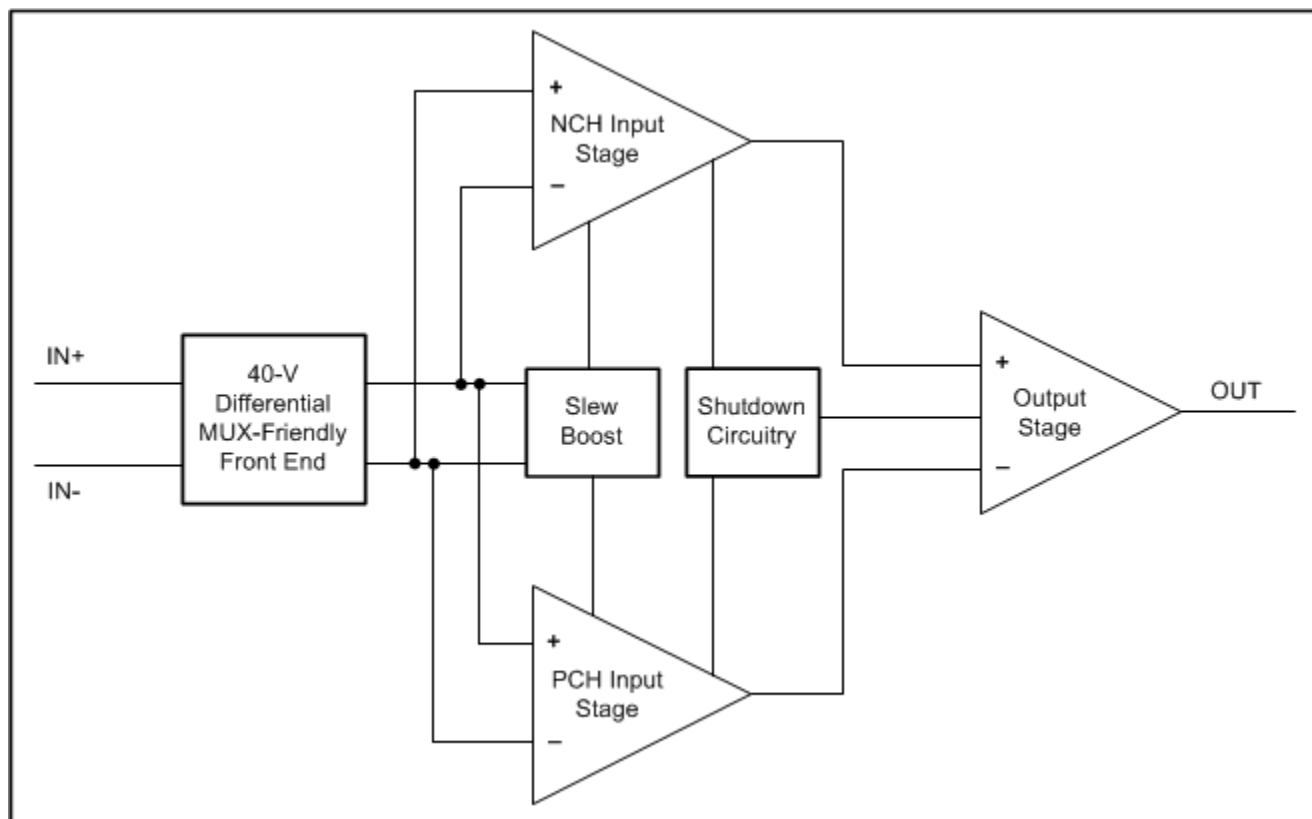 +
NCH Input
Stage
–
IN+
IN-
40-V
Differential
MUX-Friendly
Front End
Slew
Boost
Shutdown
Circuitry
+
Output
Stage
–
OUT
+
PCH Input
Stage
–